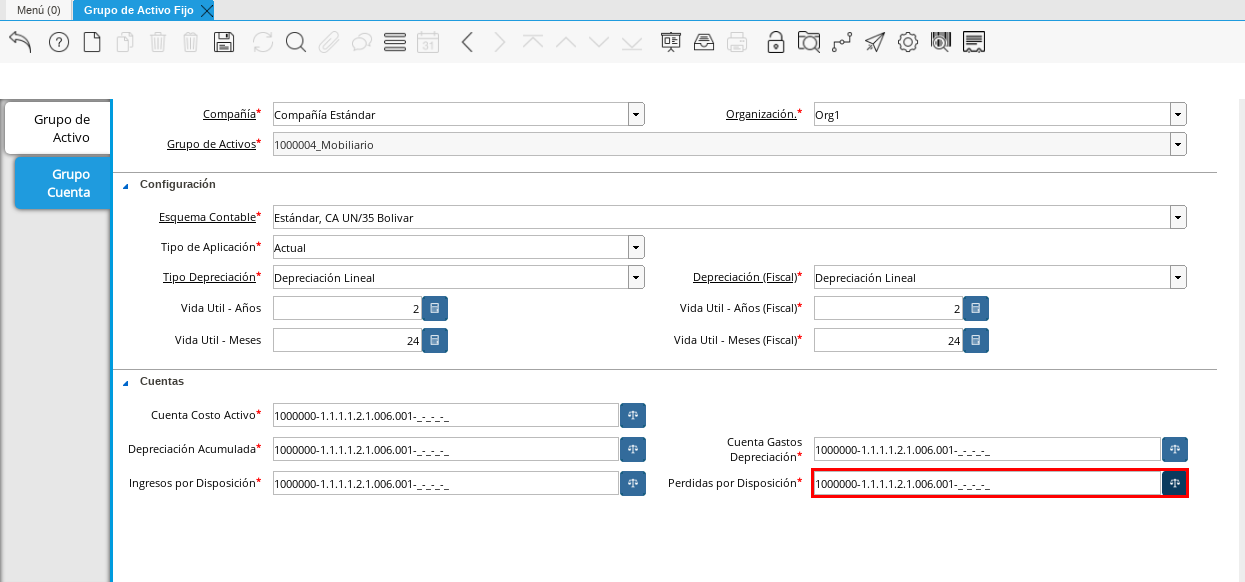 Menú (0)
Grupo de Activo Fijo
31
Grupo de
Activo
Grupo
Cuenta
Compañía* Compañía Estándar
Organización.* Org1
Grupo de Activos* 1000004_Mobiliario
Configuración
Esquema Contable* Estándar, CA UN/35 Bolivar
Tipo de Aplicación* Actual
Tipo Depreciación* Depreciación Lineal
Depreciación (Fiscal)* Depreciación Lineal
Vida Util - Años 2
Vida Util - Años (Fiscal)* 2
Vida Util - Meses 24
Vida Util - Meses (Fiscal)* 24
Cuentas
Cuenta Costo Activo* 1000000-1.1.1.1.2.1.006.001-_-_-_-_
Depreciación Acumulada* 1000000-1.1.1.1.2.1.006.001-_-_-_-_
Cuenta Gastos
Depreciación* 1000000-1.1.1.1.2.1.006.001-_-_-_-_
Ingresos por Disposición* 1000000-1.1.1.1.2.1.006.001-_-_-_-_
Perdidas por Disposición* 1000000-1.1.1.1.2.1.006.001-_-_-_-_